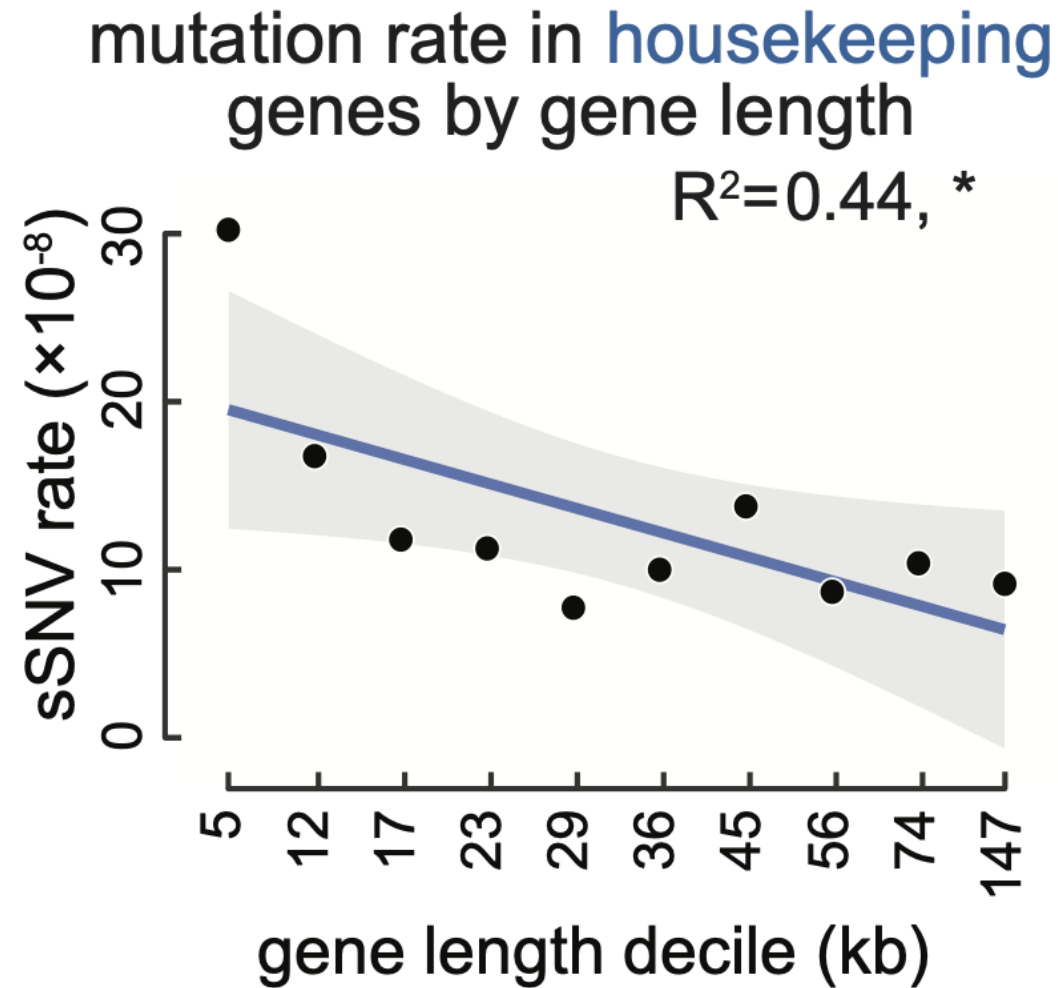 mutation rate in housekeeping
genes by gene length
R²=0.44, *
sSNV rate (×10⁻⁸)
30
20
10
0
5
12
17
23
29
36
45
56
74
147
gene length decile (kb)